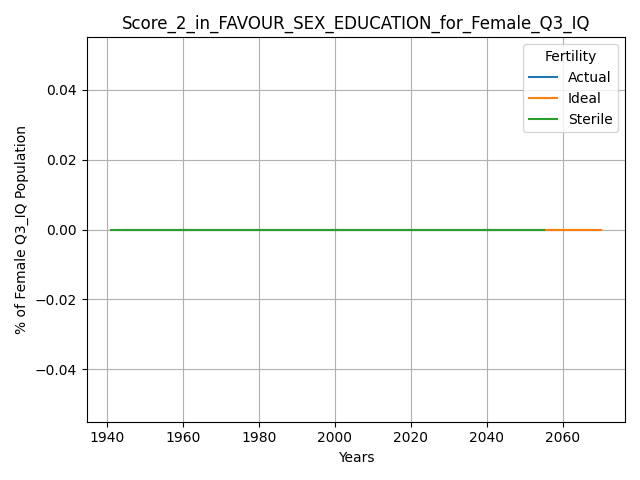 Score_2_in_FAVOUR_SEX_EDUCATION_for_Female_Q3_IQ
Fertility
Actual
Ideal
Sterile
% of Female Q3_IQ Population
0.04
0.02
0.00
−0.02
−0.04
1940 1960 1980 2000 2020 2040 2060
Years